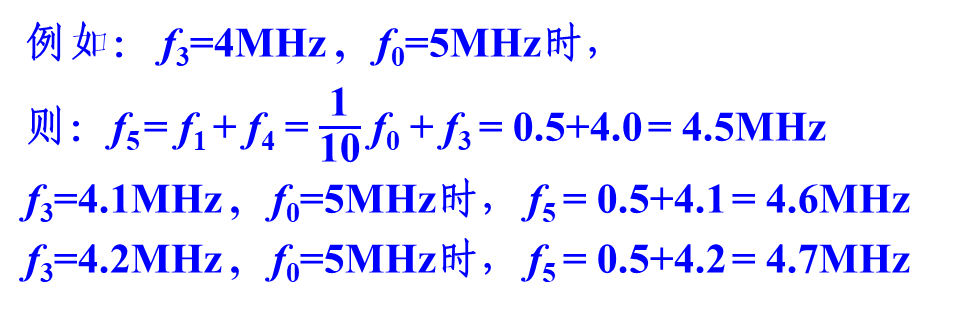 例如：f₃=4MHz，f₀=5MHz时，
则：f₅=f₁+f₄=1/10 f₀+f₃=0.5+4.0=4.5MHz
f₃=4.1MHz，f₀=5MHz时，f₅=0.5+4.1=4.6MHz
f₃=4.2MHz，f₀=5MHz时，f₅=0.5+4.2=4.7MHz